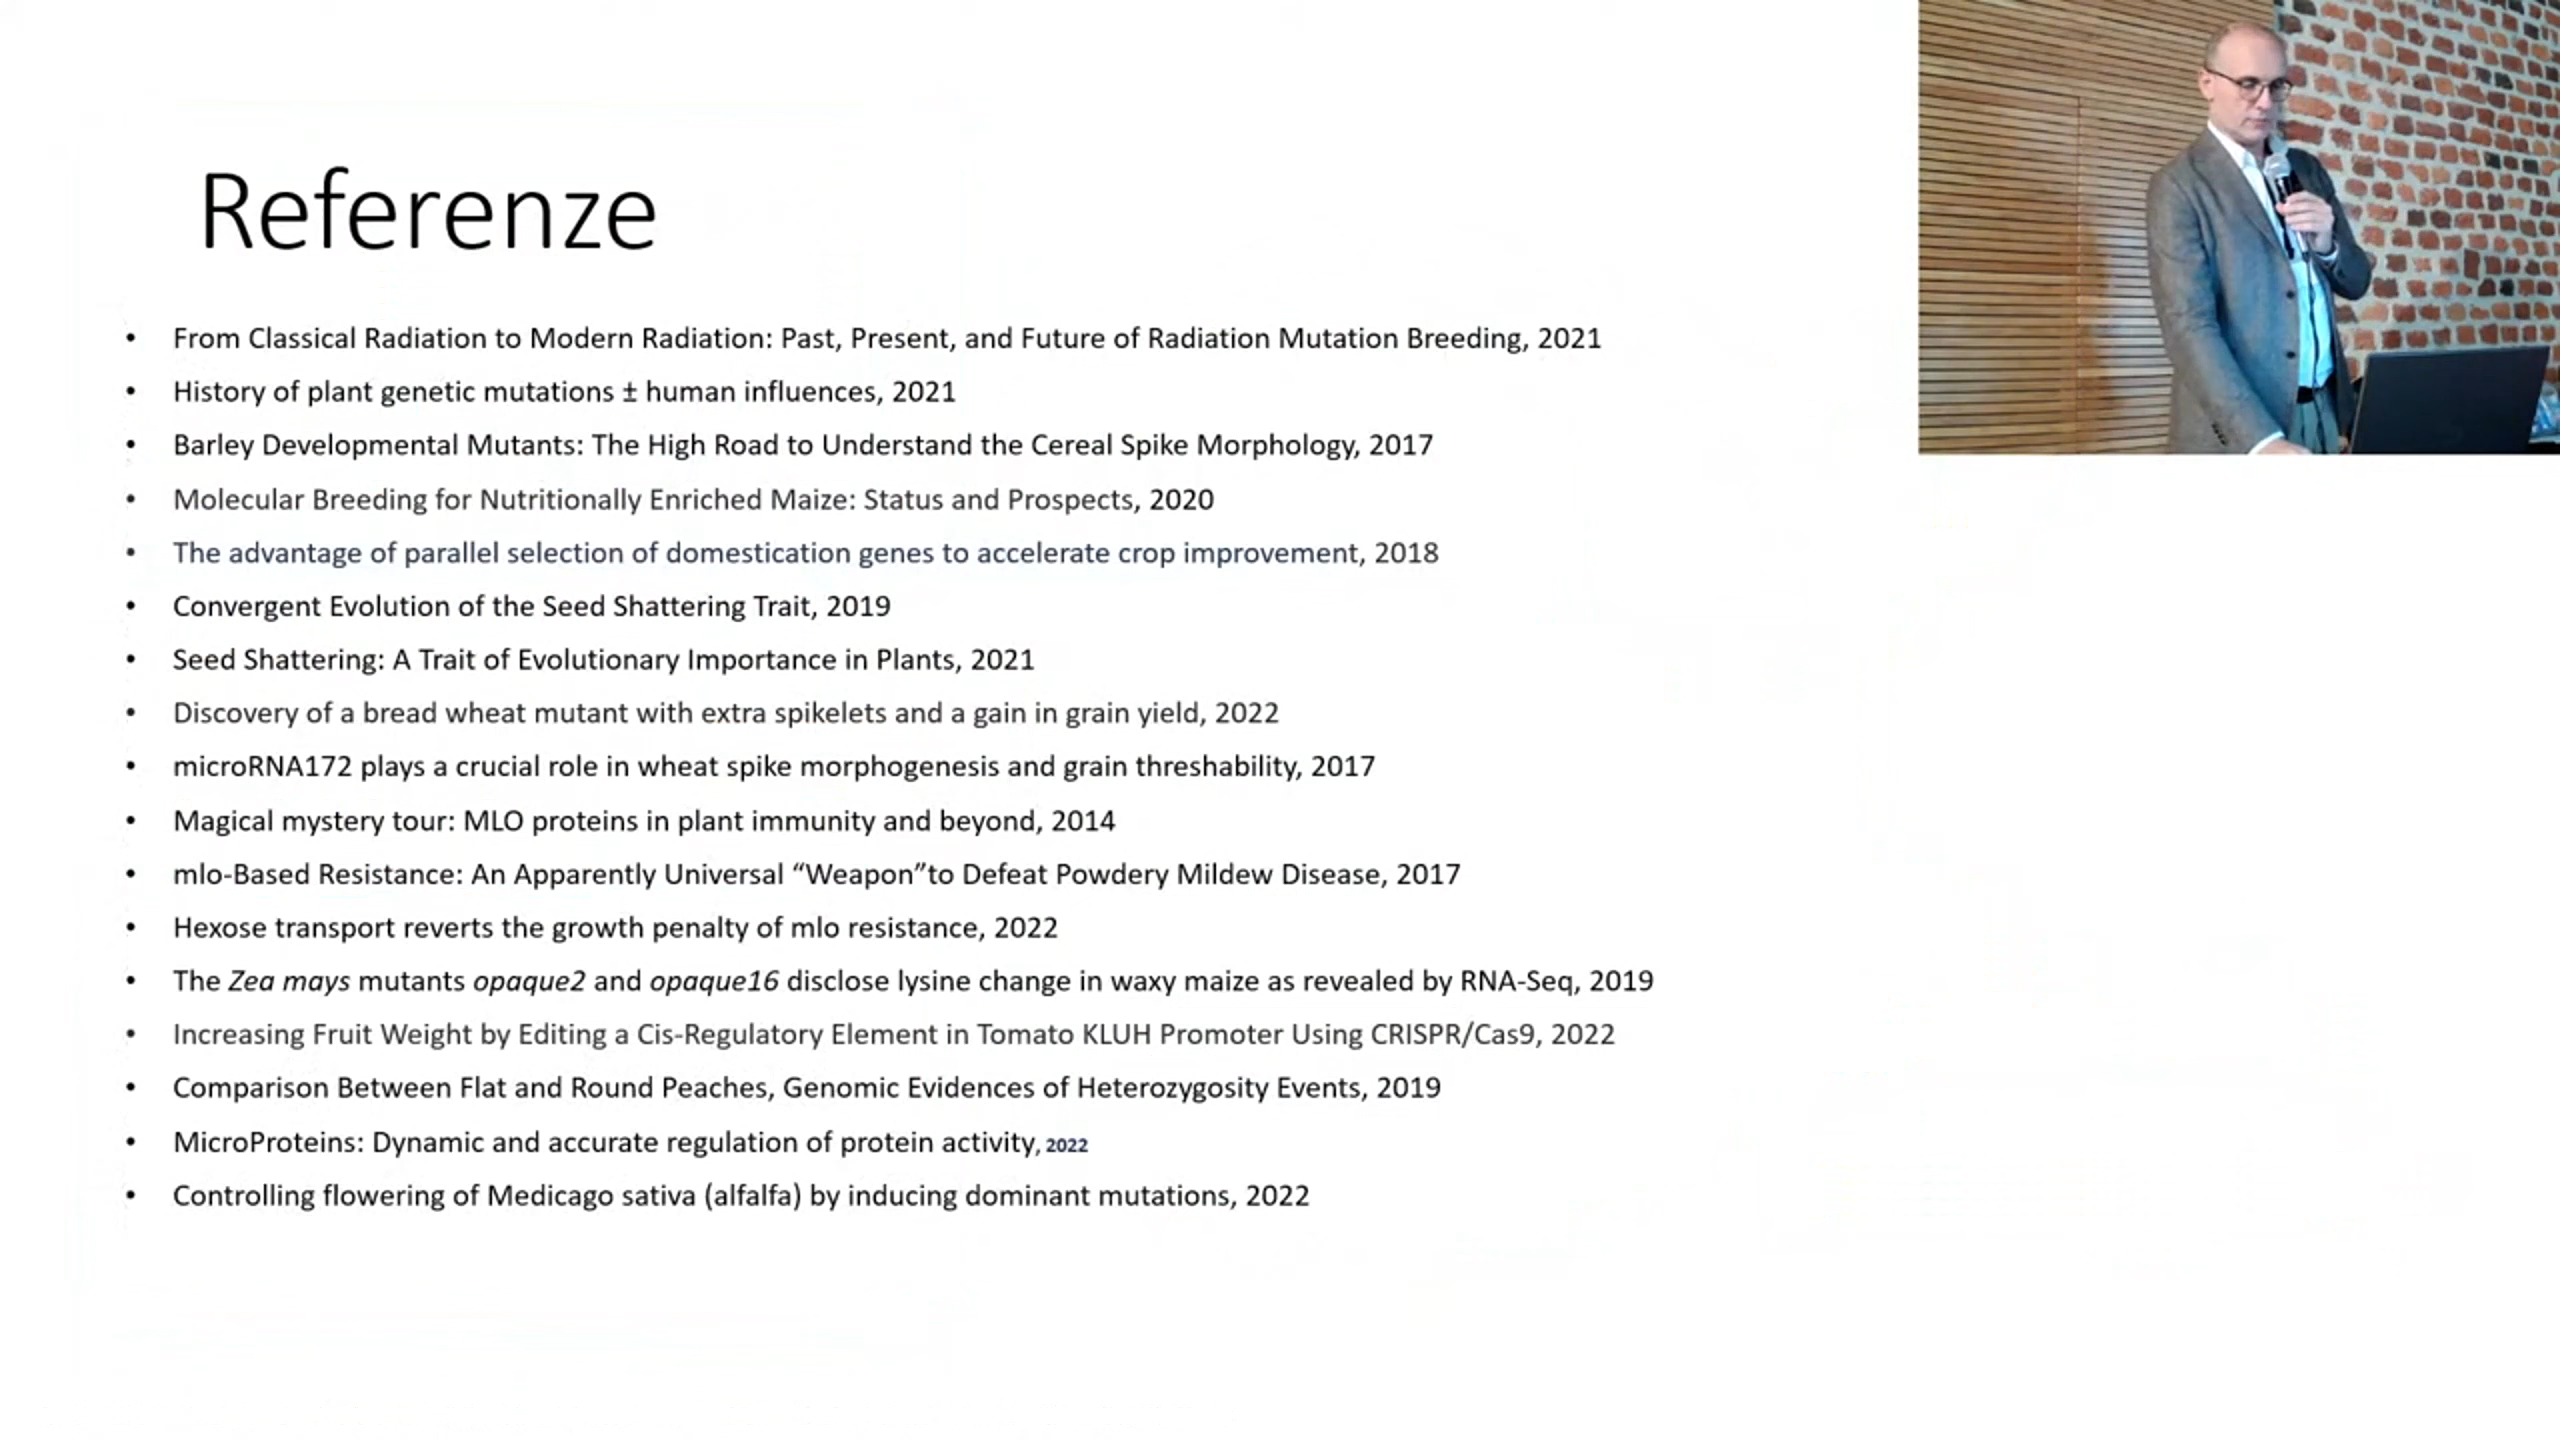 Referenze
• From Classical Radiation to Modern Radiation: Past, Present, and Future of Radiation Mutation Breeding, 2021
• History of plant genetic mutations ± human influences, 2021
• Barley Developmental Mutants: The High Road to Understand the Cereal Spike Morphology, 2017
• Molecular Breeding for Nutritionally Enriched Maize: Status and Prospects, 2020
• The advantage of parallel selection of domestication genes to accelerate crop improvement, 2018
• Convergent Evolution of the Seed Shattering Trait, 2019
• Seed Shattering: A Trait of Evolutionary Importance in Plants, 2021
• Discovery of a bread wheat mutant with extra spikelets and a gain in grain yield, 2022
• microRNA172 plays a crucial role in wheat spike morphogenesis and grain threshability, 2017
• Magical mystery tour: MLO proteins in plant immunity and beyond, 2014
• mlo-Based Resistance: An Apparently Universal “Weapon”to Defeat Powdery Mildew Disease, 2017
• Hexose transport reverts the growth penalty of mlo resistance, 2022
• The Zea mays mutants opaque2 and opaque16 disclose lysine change in waxy maize as revealed by RNA-Seq, 2019
• Increasing Fruit Weight by Editing a Cis-Regulatory Element in Tomato KLUH Promoter Using CRISPR/Cas9, 2022
• Comparison Between Flat and Round Peaches, Genomic Evidences of Heterozygosity Events, 2019
• MicroProteins: Dynamic and accurate regulation of protein activity, 2022
• Controlling flowering of Medicago sativa (alfalfa) by inducing dominant mutations, 2022